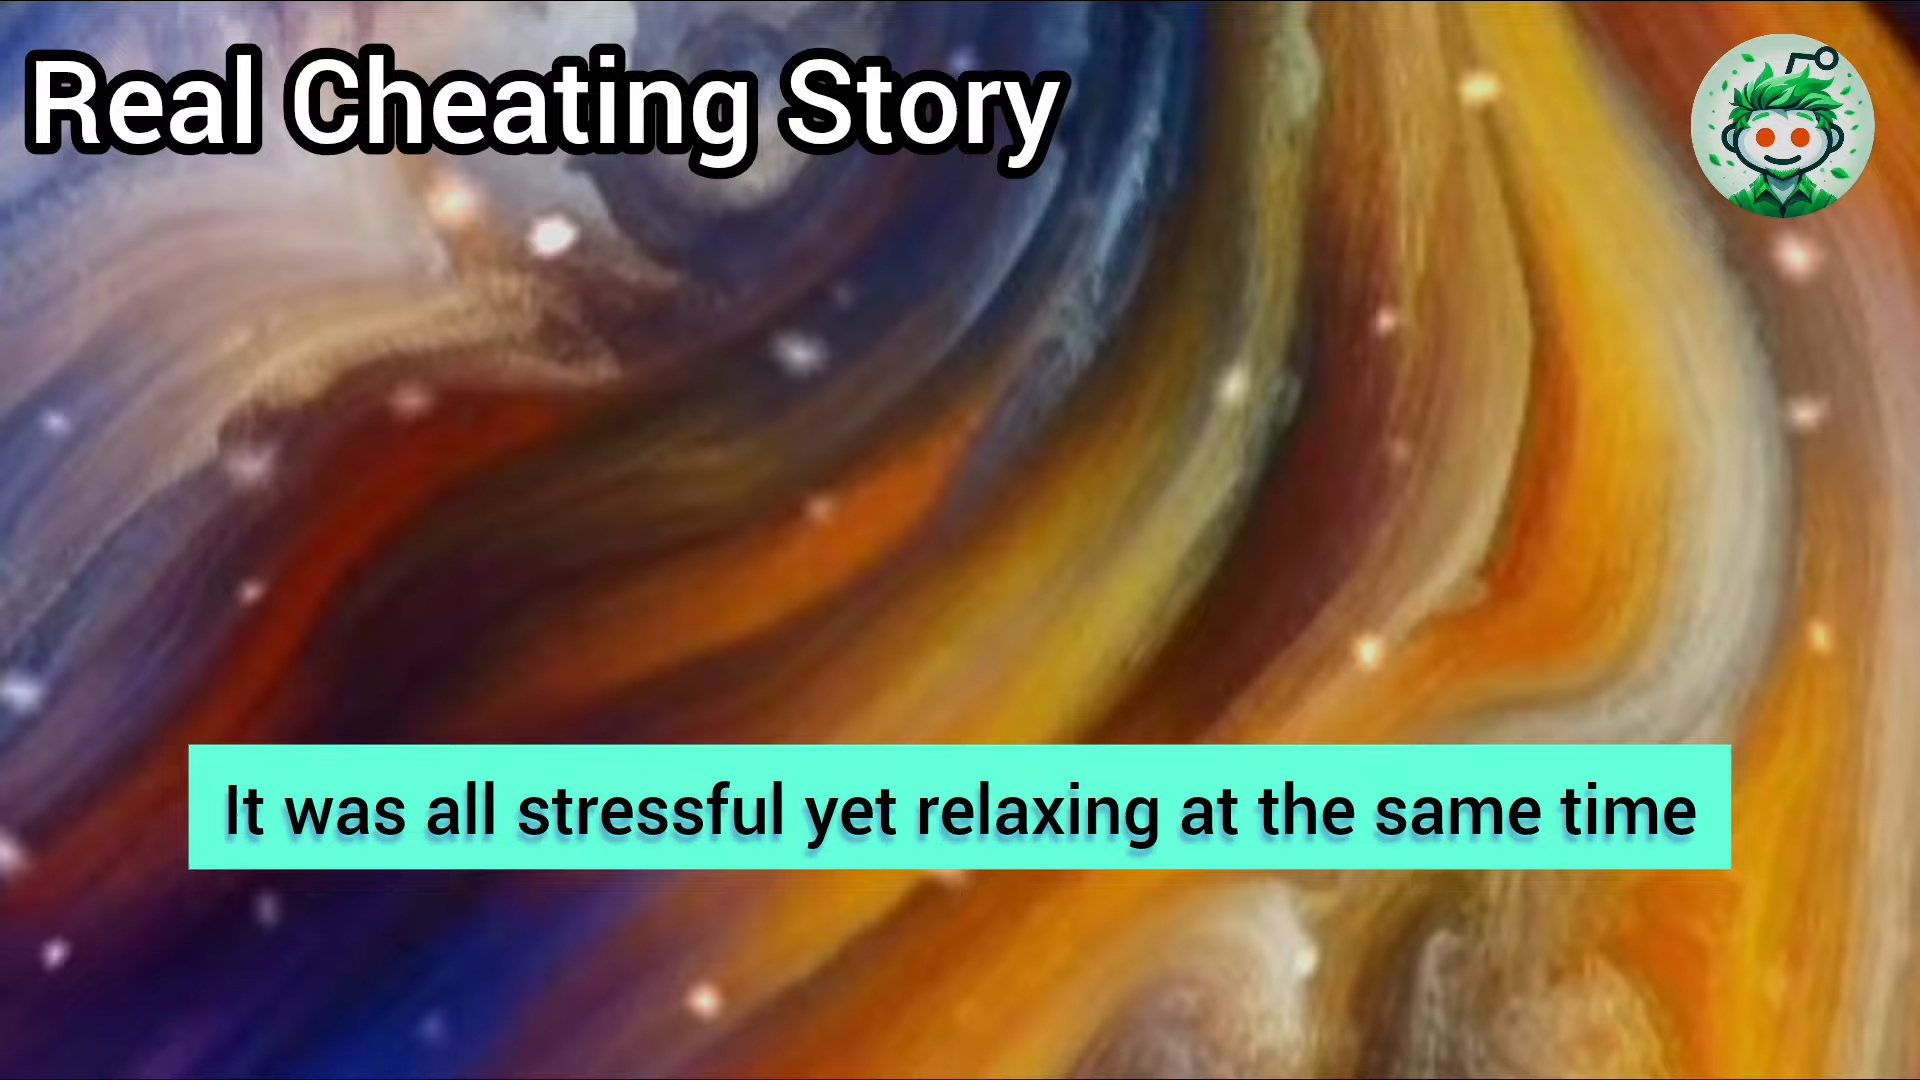 Real Cheating Story
It was all stressful yet relaxing at the same time